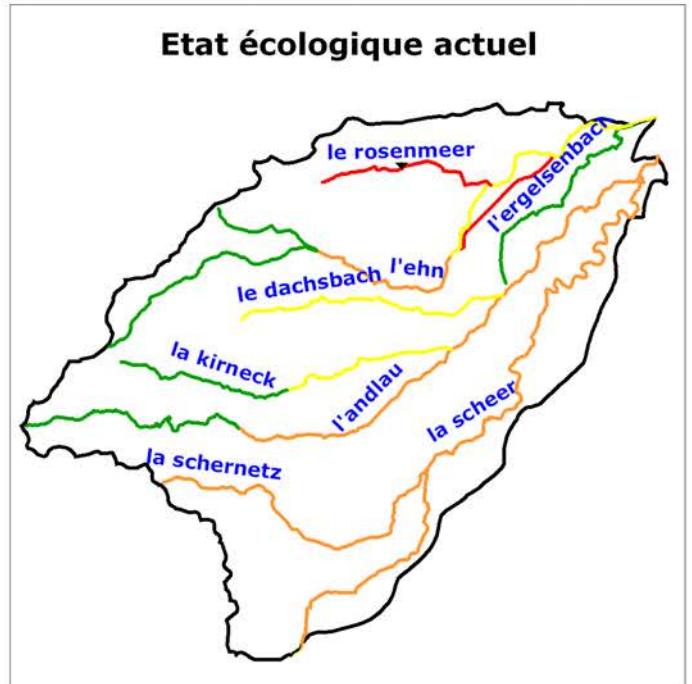 Etat écologique actuel
le rosenmeer
l'ergelsenbach
l'ehn
le dachsbach
la kirneck
l'andlau
la scheer
la schernetz